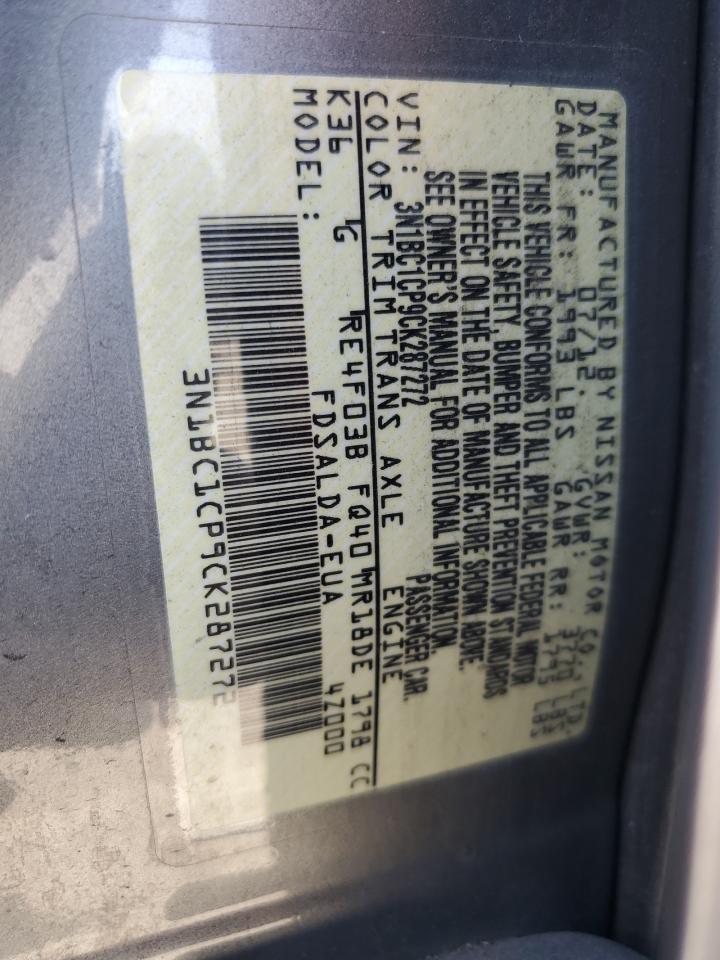 MANUFACTURED BY NISSAN MOTOR CO., LTD.
DATE: 07/12. GVWR: 3770 LBS
GAWR FR: 1993 LBS GAWR RR: 1795 LBS
THIS VEHICLE CONFORMS TO ALL APPLICABLE FEDERAL MOTOR
VEHICLE SAFETY, BUMPER AND THEFT PREVENTION STANDARDS
IN EFFECT ON THE DATE OF MANUFACTURE SHOWN ABOVE.
SEE OWNER'S MANUAL FOR ADDITIONAL INFORMATION.
VIN: 3N1BC1CP9CK287272 PASSENGER CAR.
COLOR TRIM TRANS AXLE ENGINE
K36 G RE4F03B FQ40 MR18DE 1798 CC
MODEL: FDSALDA-EUA 4Z000
3N1BC1CP9CK287272